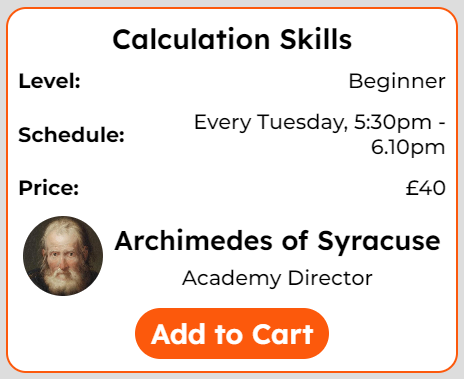 Calculation Skills
Level: Beginner
Schedule: Every Tuesday, 5:30pm -
6.10pm
Price: £40
Archimedes of Syracuse
Academy Director
Add to Cart